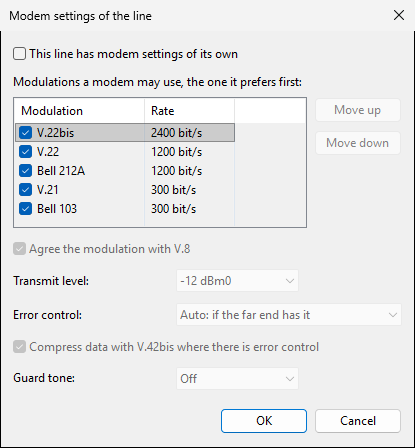 Modem settings of the line
This line has modem settings of its own
Modulations a modem may use, the one it prefers first:
Modulation Rate
V.22bis 2400 bit/s
V.22 1200 bit/s
Bell 212A 1200 bit/s
V.21 300 bit/s
Bell 103 300 bit/s
Move up
Move down
Agree the modulation with V.8
Transmit level: -12 dBm0
Error control: Auto: if the far end has it
Compress data with V.42bis where there is error control
Guard tone: Off
OK Cancel